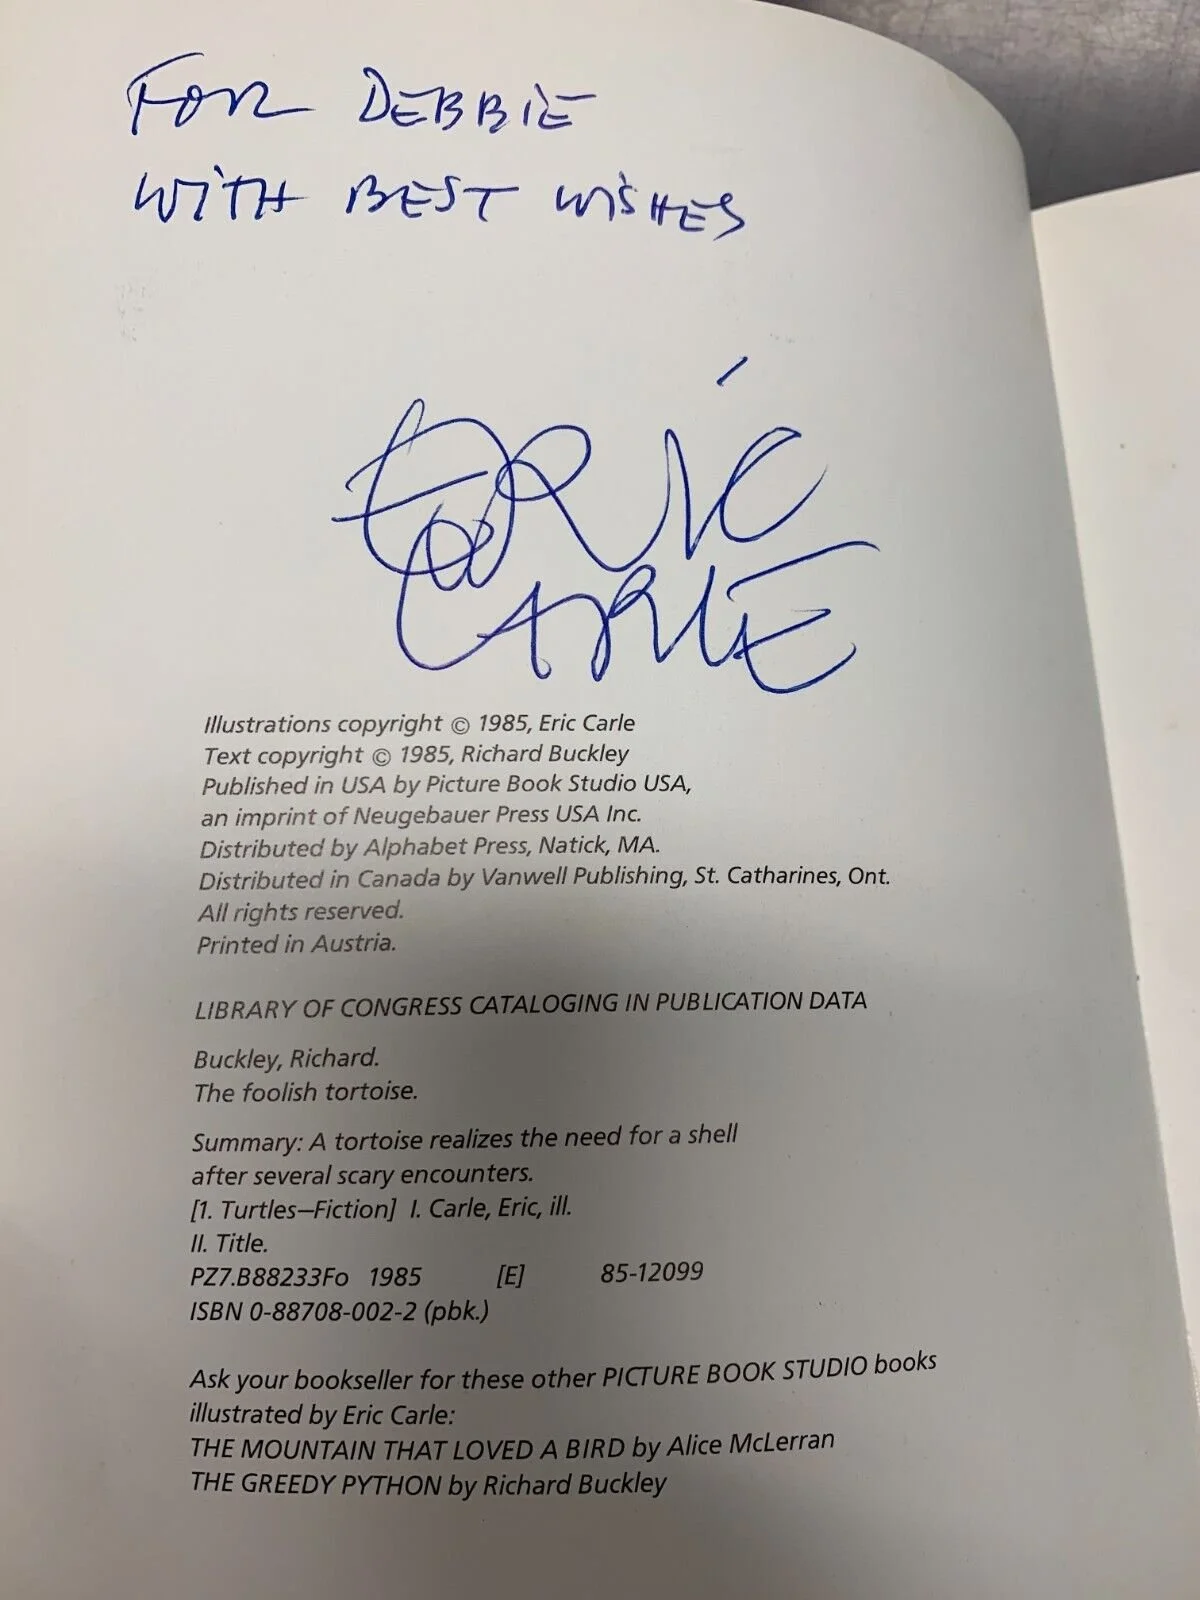 FOR DEBBIE
WITH BEST WISHES
ERIC
CARLE
Illustrations copyright © 1985, Eric Carle
Text copyright © 1985, Richard Buckley
Published in USA by Picture Book Studio USA,
an imprint of Neugebauer Press USA Inc.
Distributed by Alphabet Press, Natick, MA.
Distributed in Canada by Vanwell Publishing, St. Catharines, Ont.
All rights reserved.
Printed in Austria.
LIBRARY OF CONGRESS CATALOGING IN PUBLICATION DATA
Buckley, Richard.
The foolish tortoise.
Summary: A tortoise realizes the need for a shell
after several scary encounters.
[1. Turtles—Fiction] I. Carle, Eric, ill.
II. Title.
PZ7.B88233Fo 1985 [E] 85-12099
ISBN 0-88708-002-2 (pbk.)
Ask your bookseller for these other PICTURE BOOK STUDIO books
illustrated by Eric Carle:
THE MOUNTAIN THAT LOVED A BIRD by Alice McLerran
THE GREEDY PYTHON by Richard Buckley